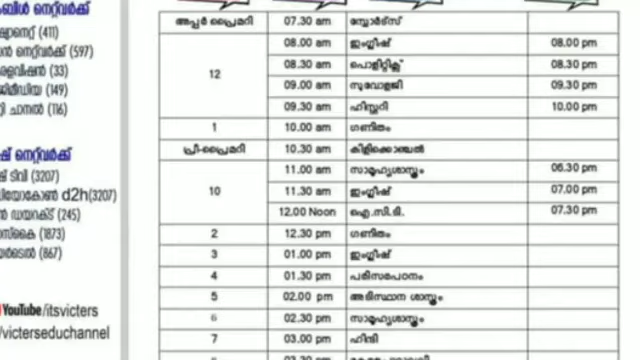 നെറ്റ്‌വർക്ക്
(411)
നെറ്റ്‌വർക്ക് (597)
(33)
(149)
ചാനൽ (116)
നെറ്റ്‌വർക്ക്
ടിവി (3207)
d2h(3207)
ഡയറക്ട് (245)
(1873)
(867)
YouTube/itsvicters
/victerseduchannel
അപ്പർ പ്രൈമറി 07.30 am സ്പോർട്സ്
12 08.00 am ഇംഗ്ലീഷ് 08.00 pm
08.30 am 08.30 pm
09.00 am സുവോളജി 09.30 pm
09.30 am ഹിസ്റ്ററി 10.00 pm
1 10.00 am ഗണിതം
പ്രീ-പ്രൈമറി 10.30 am കിളിക്കൊഞ്ചൽ
10 11.00 am സാമൂഹ്യശാസ്ത്രം 06.30 pm
11.30 am ഇംഗ്ലീഷ് 07.00 pm
12.00 Noon ഐ.സി.ടി. 07.30 pm
2 12.30 pm ഗണിതം
3 01.00 pm ഇംഗ്ലീഷ്
4 01.30 pm പരിസരപഠനം
5 02.00 pm അടിസ്ഥാന ശാസ്ത്രം
6 02.30 pm സാമൂഹ്യശാസ്ത്രം
7 03.00 pm ഹിന്ദി